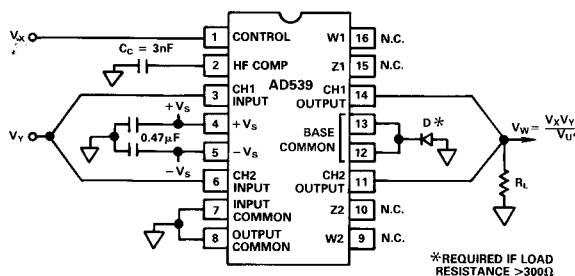 VX
CC = 3nF
+VS
0.47μF
−VS
VY
1 CONTROL
2 HF COMP
3 CH1 INPUT
4 +VS
5 −VS
6 CH2 INPUT
7 INPUT COMMON
8 OUTPUT COMMON
AD539
W1 16 N.C.
Z1 15 N.C.
CH1 OUTPUT 14
BASE COMMON 13
12
CH2 OUTPUT 11
Z2 10 N.C.
W2 9 N.C.
D*
VW = VXVY
VU'
RL
*REQUIRED IF LOAD
RESISTANCE >300Ω